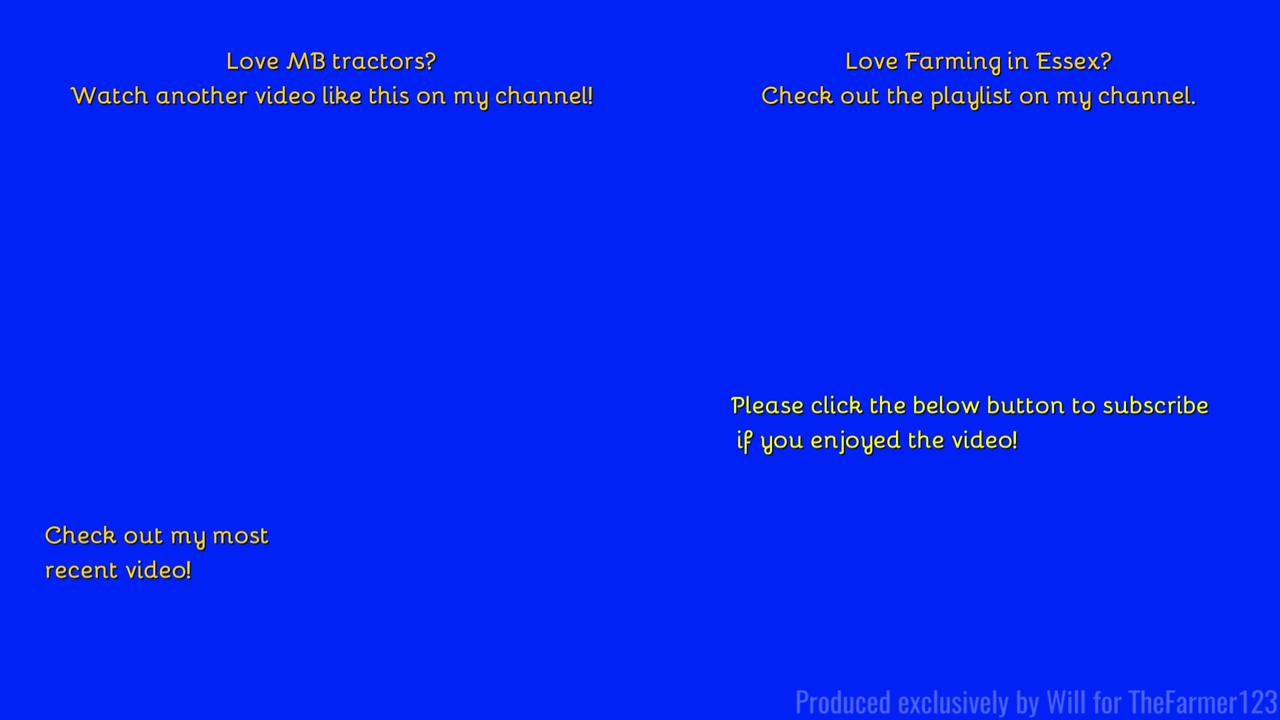 Love MB tractors?
Watch another video like this on my channel!
Love Farming in Essex?
Check out the playlist on my channel.
Please click the below button to subscribe
if you enjoyed the video!
Check out my most
recent video!
Produced exclusively by Will for TheFarmer123